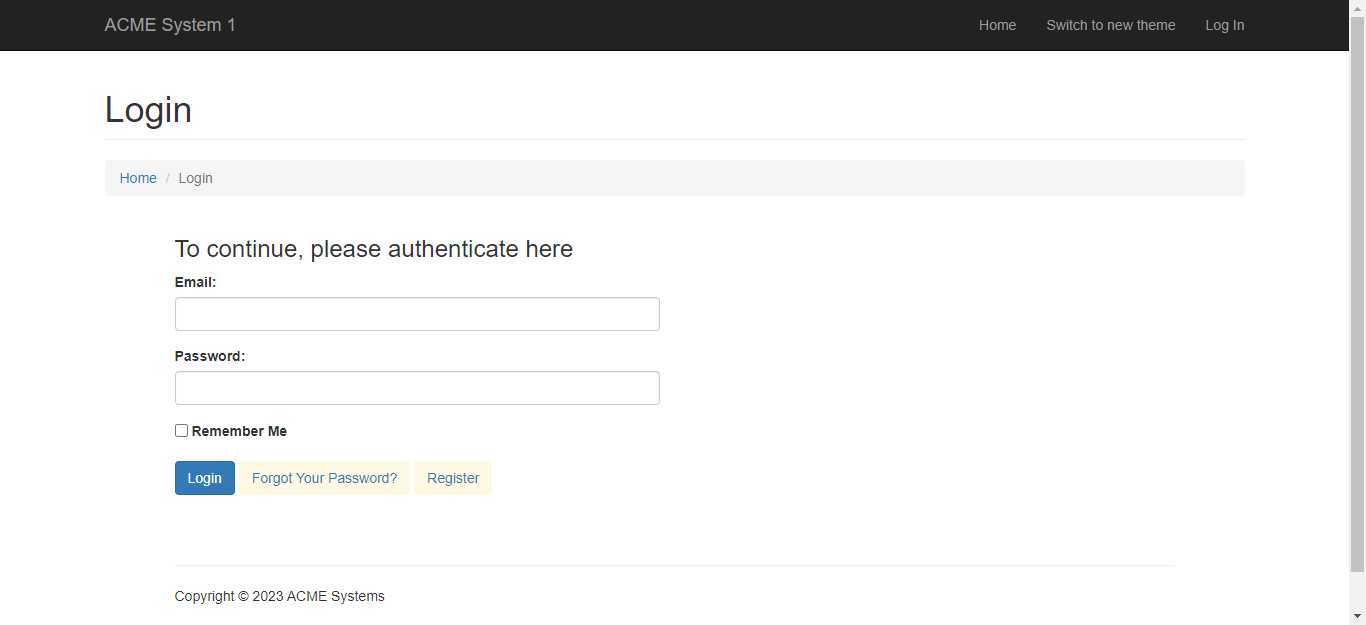 ACME System 1 Home Switch to new theme Log In
Login
Home / Login
To continue, please authenticate here
Email:
Password:
Remember Me
Login Forgot Your Password? Register
Copyright © 2023 ACME Systems